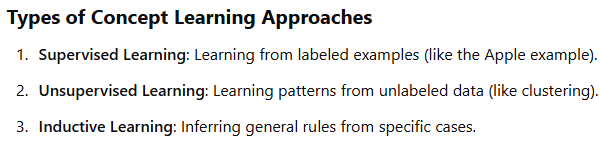 Types of Concept Learning Approaches
1. Supervised Learning: Learning from labeled examples (like the Apple example).
2. Unsupervised Learning: Learning patterns from unlabeled data (like clustering).
3. Inductive Learning: Inferring general rules from specific cases.